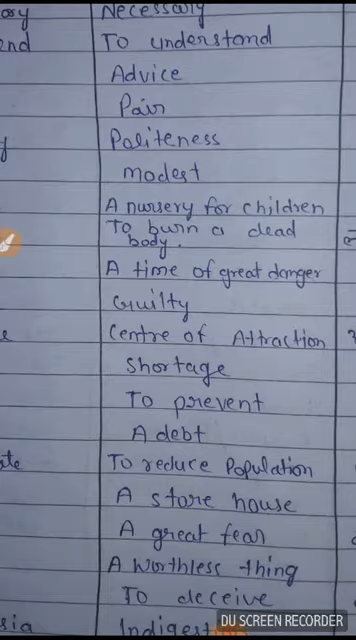 Necessary
To understand
Advice
Pair
Politeness
modest
A nursery for children
To burn a dead
body.
A time of great danger
Guilty
Centre of Attraction
Shortage
To prevent
A debt
To reduce Population
A store house
A great fear
A worthless thing
To deceive
DU SCREEN RECORDER